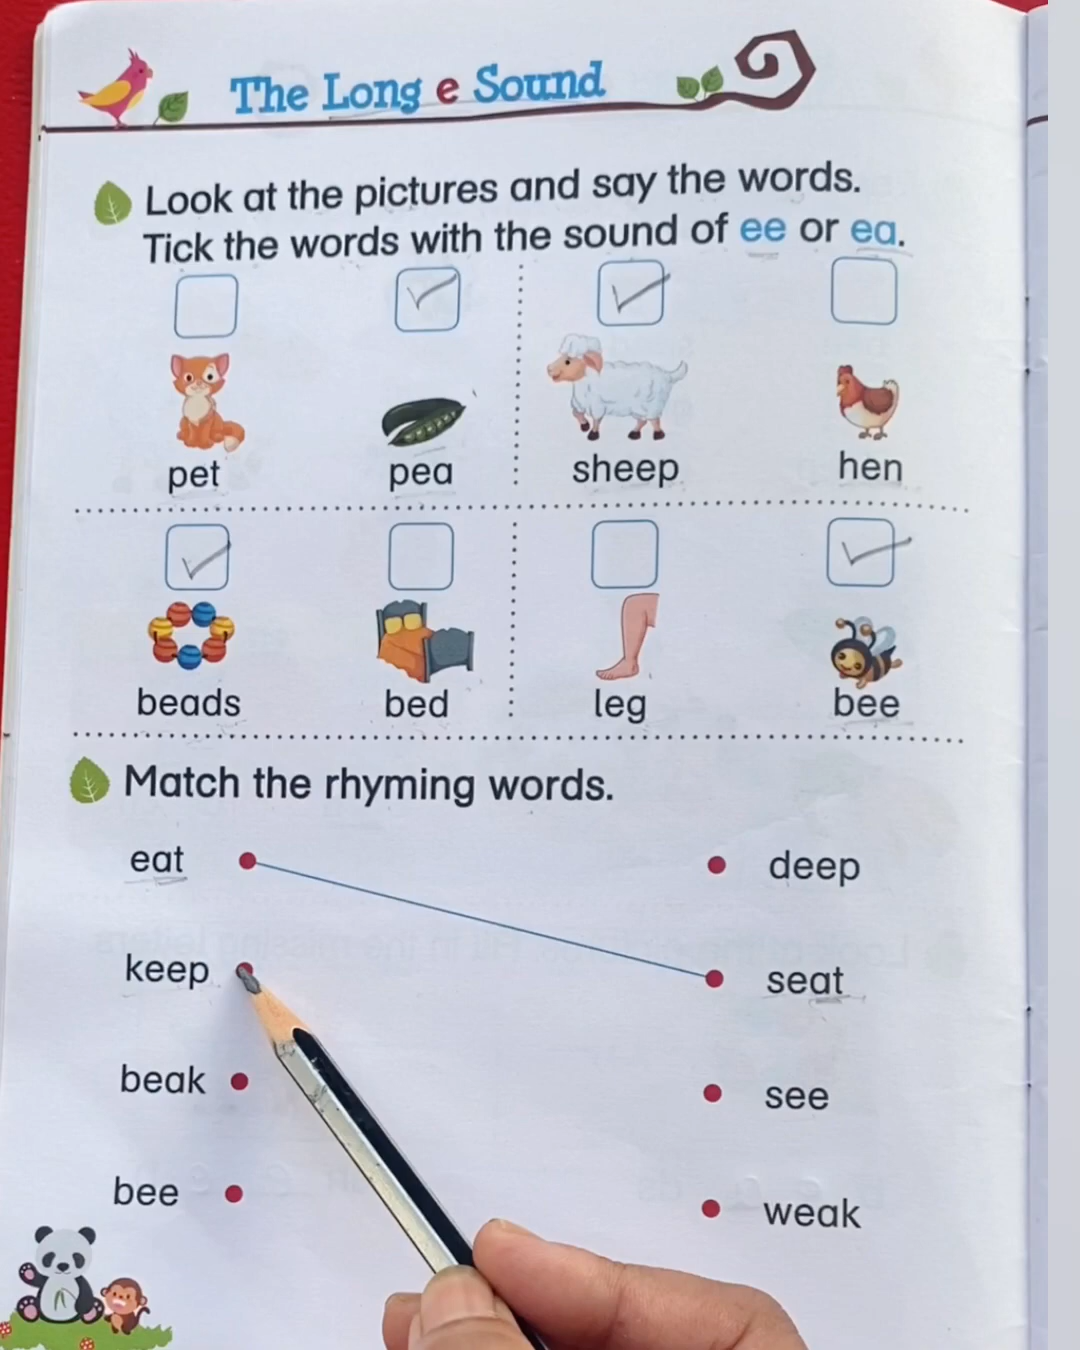 The Long e Sound
Look at the pictures and say the words.
Tick the words with the sound of ee or ea.
pet pea sheep hen
beads bed leg bee
Match the rhyming words.
eat deep
keep seat
beak see
bee weak